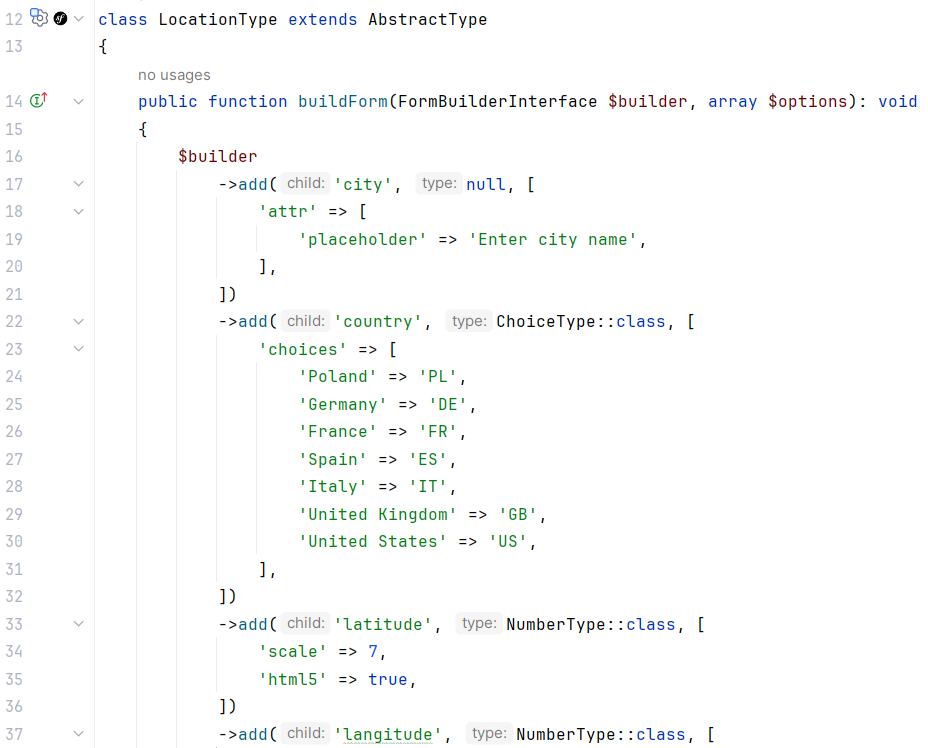 12 class LocationType extends AbstractType
13 {
no usages
14 public function buildForm(FormBuilderInterface $builder, array $options): void
15 {
16 $builder
17 ->add( child: 'city', type: null, [
18 'attr' => [
19 'placeholder' => 'Enter city name',
20 ],
21 ])
22 ->add( child: 'country', type: ChoiceType::class, [
23 'choices' => [
24 'Poland' => 'PL',
25 'Germany' => 'DE',
26 'France' => 'FR',
27 'Spain' => 'ES',
28 'Italy' => 'IT',
29 'United Kingdom' => 'GB',
30 'United States' => 'US',
31 ],
32 ])
33 ->add( child: 'latitude', type: NumberType::class, [
34 'scale' => 7,
35 'html5' => true,
36 ])
37 ->add( child: 'langitude', type: NumberType::class, [